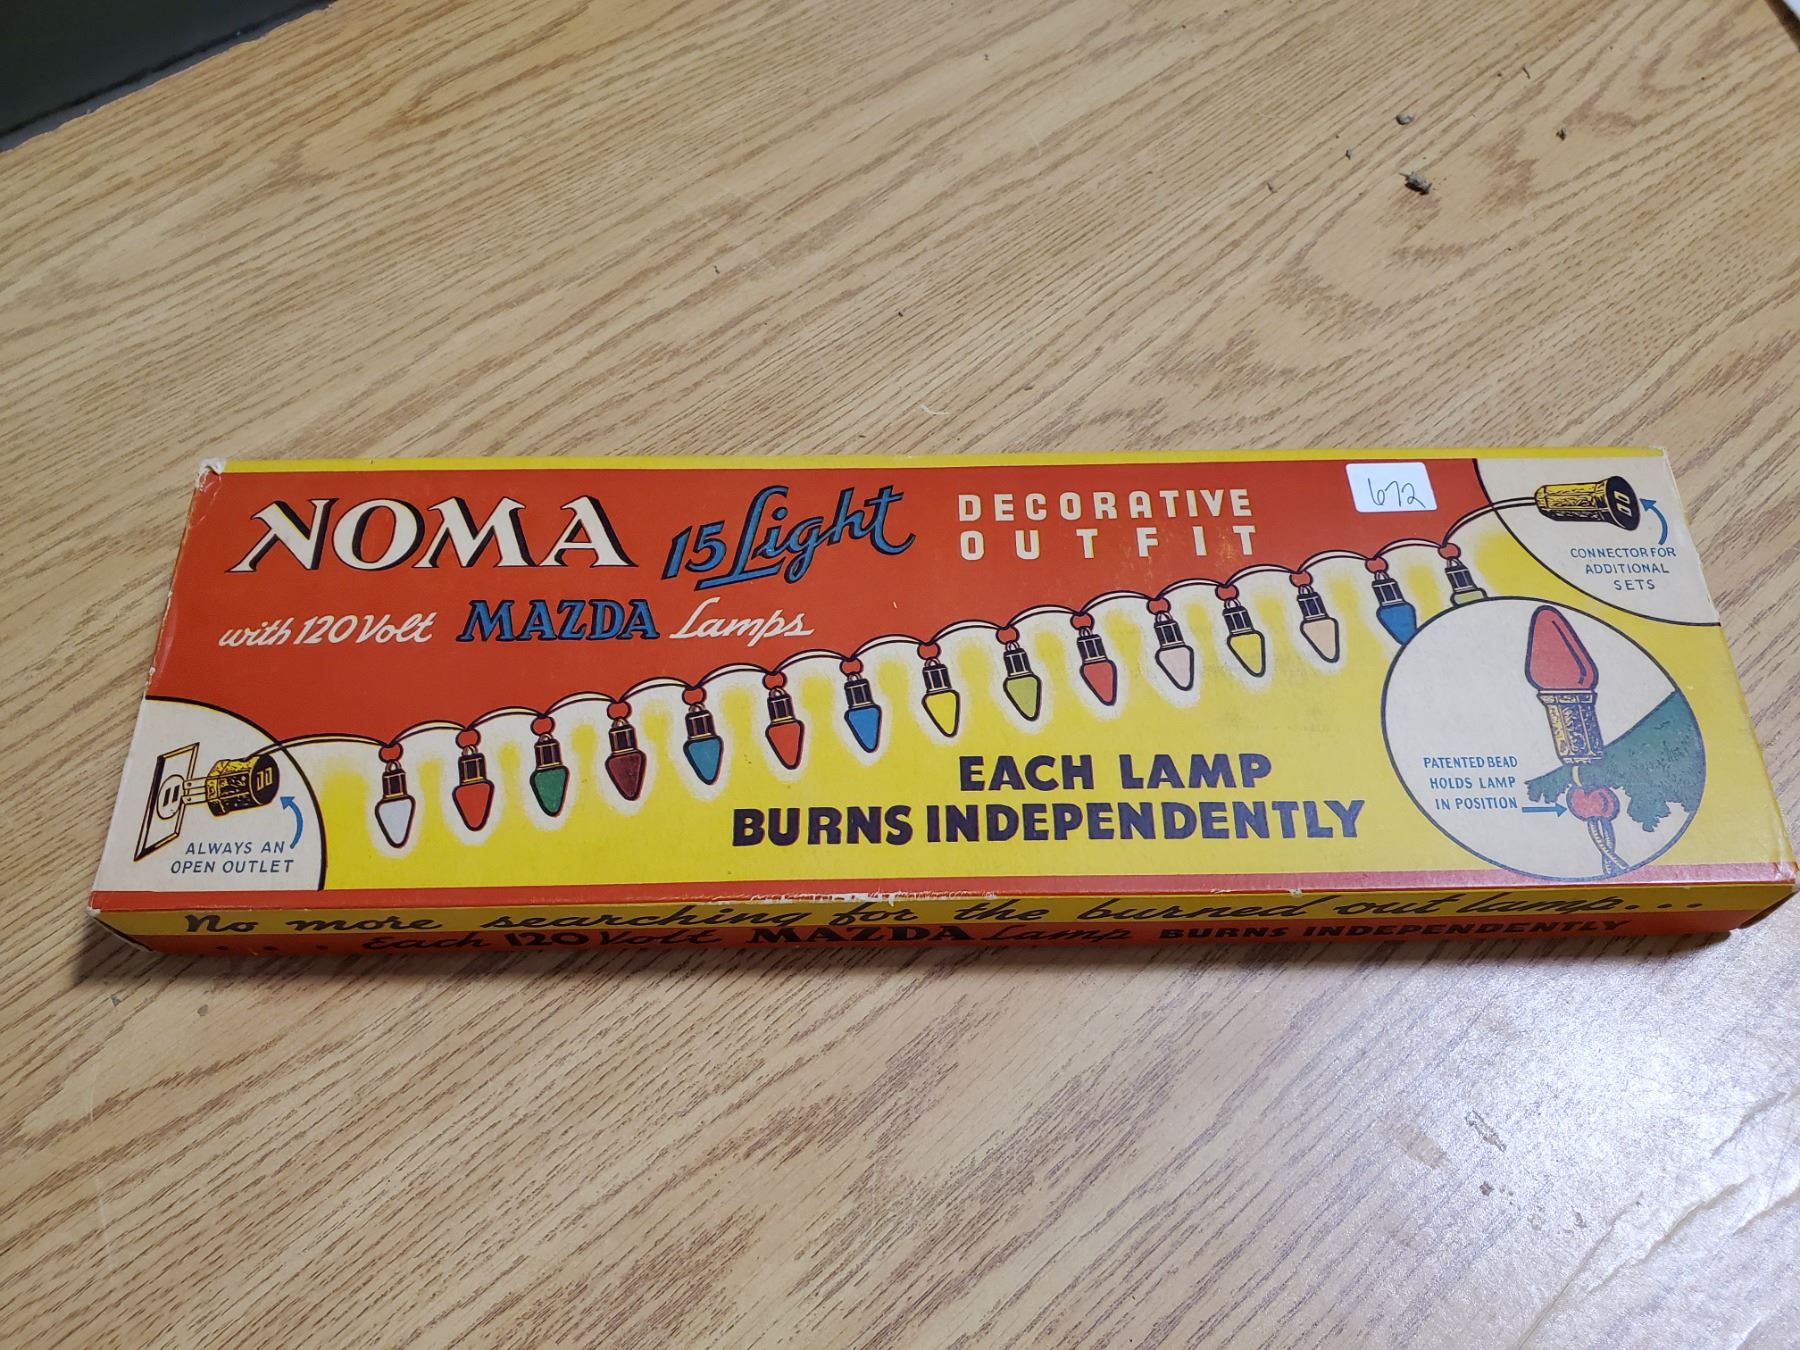 NOMA 15 Light DECORATIVE
OUTFIT
672
with 120 Volt MAZDA Lamps
CONNECTOR FOR
ADDITIONAL
SETS
EACH LAMP
BURNS INDEPENDENTLY
PATENTED BEAD
HOLDS LAMP
IN POSITION
ALWAYS AN
OPEN OUTLET
No more searching for the burned out lamp...
... Each 120 Volt MAZDA Lamp BURNS INDEPENDENTLY